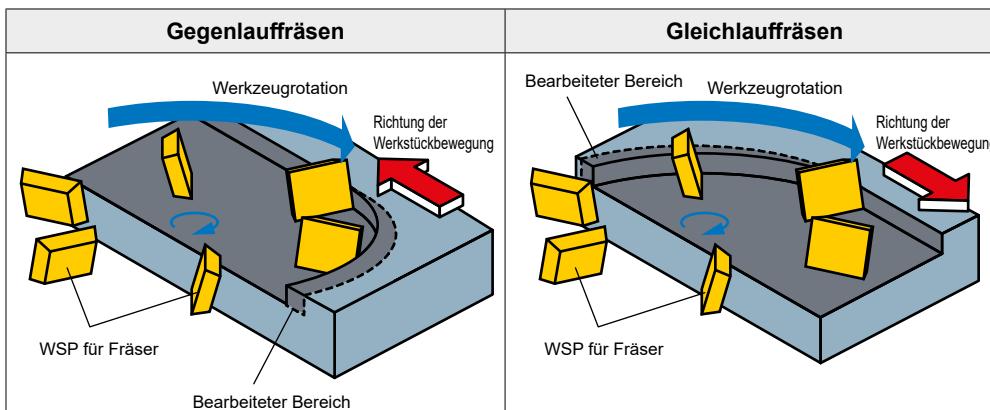 Gegenlauffräsen
Werkzeugrotation
Richtung der
Werkstückbewegung
WSP für Fräser
Bearbeiteter Bereich
Gleichlauffräsen
Bearbeiteter Bereich
Werkzeugrotation
Richtung der
Werkstückbewegung
WSP für Fräser